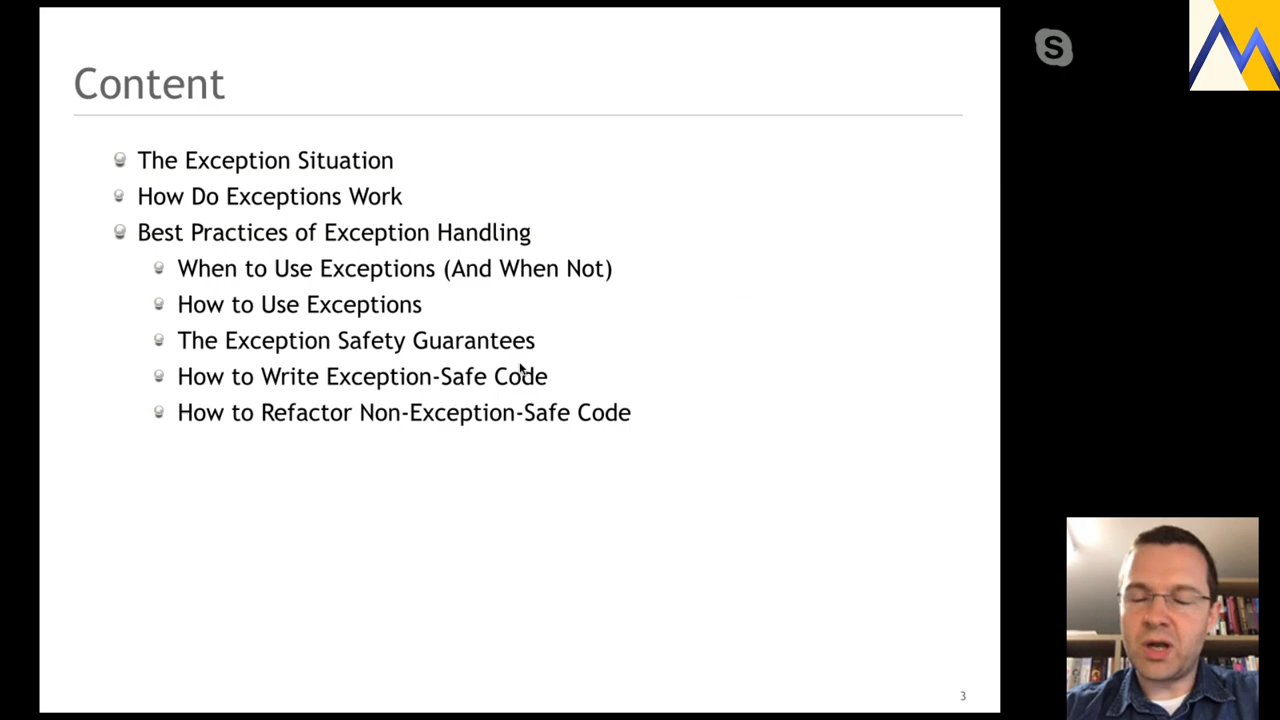 Content
The Exception Situation
How Do Exceptions Work
Best Practices of Exception Handling
When to Use Exceptions (And When Not)
How to Use Exceptions
The Exception Safety Guarantees
How to Write Exception-Safe Code
How to Refactor Non-Exception-Safe Code
3
S